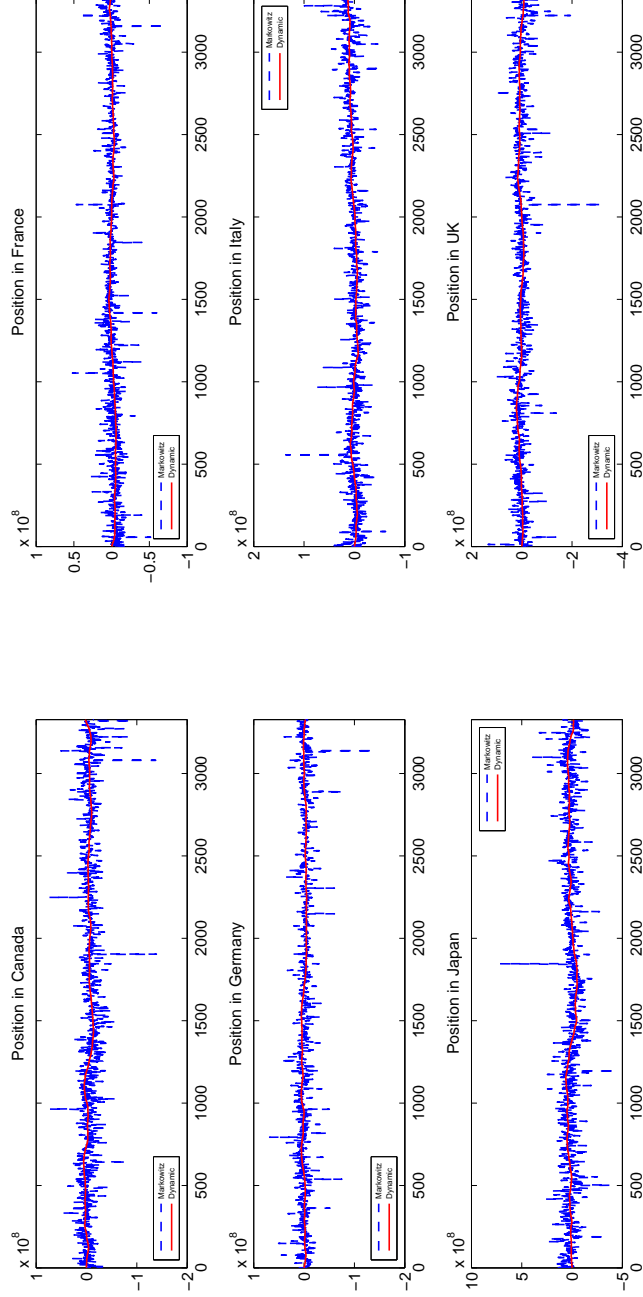 Position in Canada
x 10^8
1
0
−1
−2
Markowitz
Dynamic
0 500 1000 1500 2000 2500 3000
Position in France
x 10^8
1
0.5
0
−0.5
−1
Markowitz
Dynamic
0 500 1000 1500 2000 2500 3000
Position in Germany
x 10^8
1
0
−1
−2
Markowitz
Dynamic
0 500 1000 1500 2000 2500 3000
Position in Italy
x 10^8
Markowitz
Dynamic
2
1
0
−1
0 500 1000 1500 2000 2500 3000
Position in Japan
x 10^8
Markowitz
Dynamic
10
5
0
−5
0 500 1000 1500 2000 2500 3000
Position in UK
x 10^8
2
0
−2
−4
Markowitz
Dynamic
0 500 1000 1500 2000 2500 3000